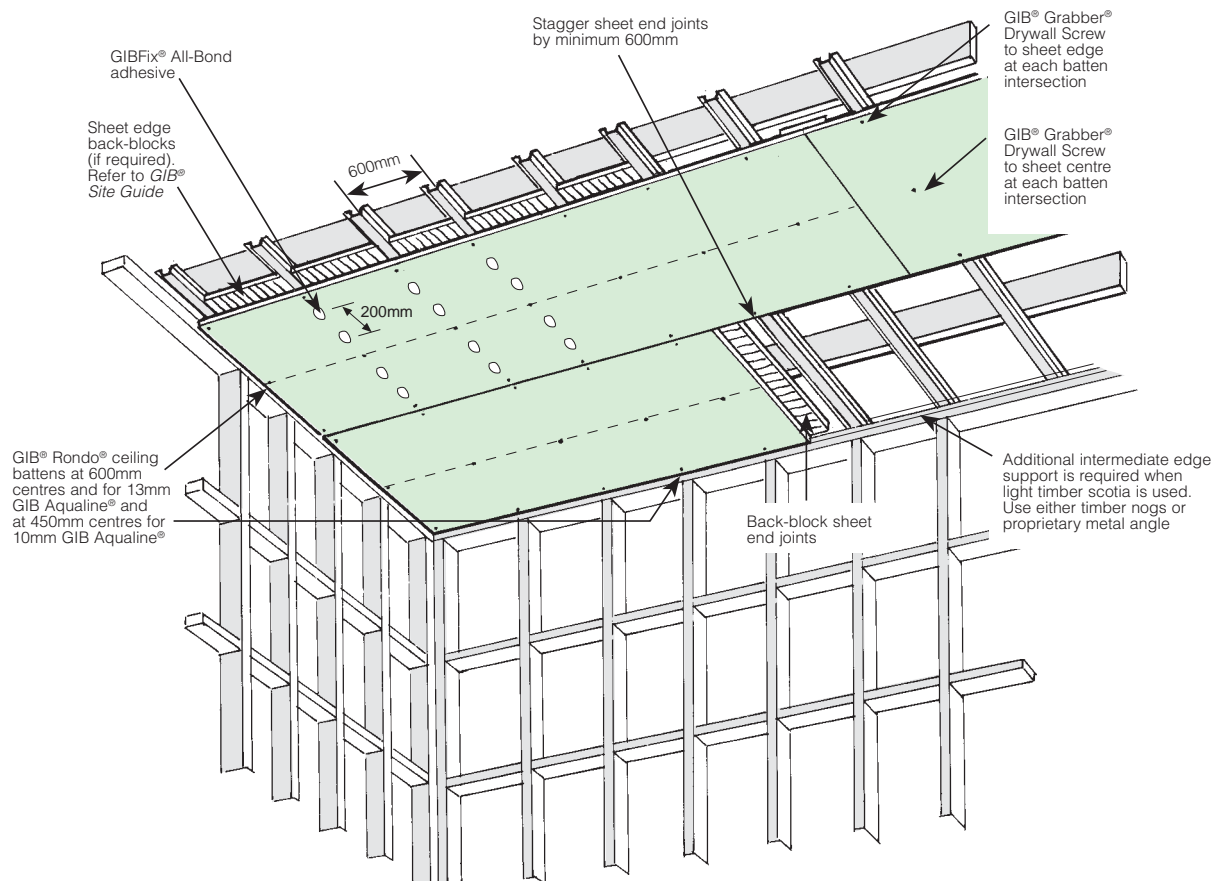 Stagger sheet end joints
by minimum 600mm
GIB® Grabber®
Drywall Screw
to sheet edge
at each batten
intersection
GIBFix® All-Bond
adhesive
Sheet edge
back-blocks
(if required).
Refer to GIB®
Site Guide
600mm
GIB® Grabber®
Drywall Screw
to sheet centre
at each batten
intersection
200mm
GIB® Rondo® ceiling
battens at 600mm
centres and for 13mm
GIB Aqualine® and
at 450mm centres for
10mm GIB Aqualine®
Back-block sheet
end joints
Additional intermediate edge
support is required when
light timber scotia is used.
Use either timber nogs or
proprietary metal angle